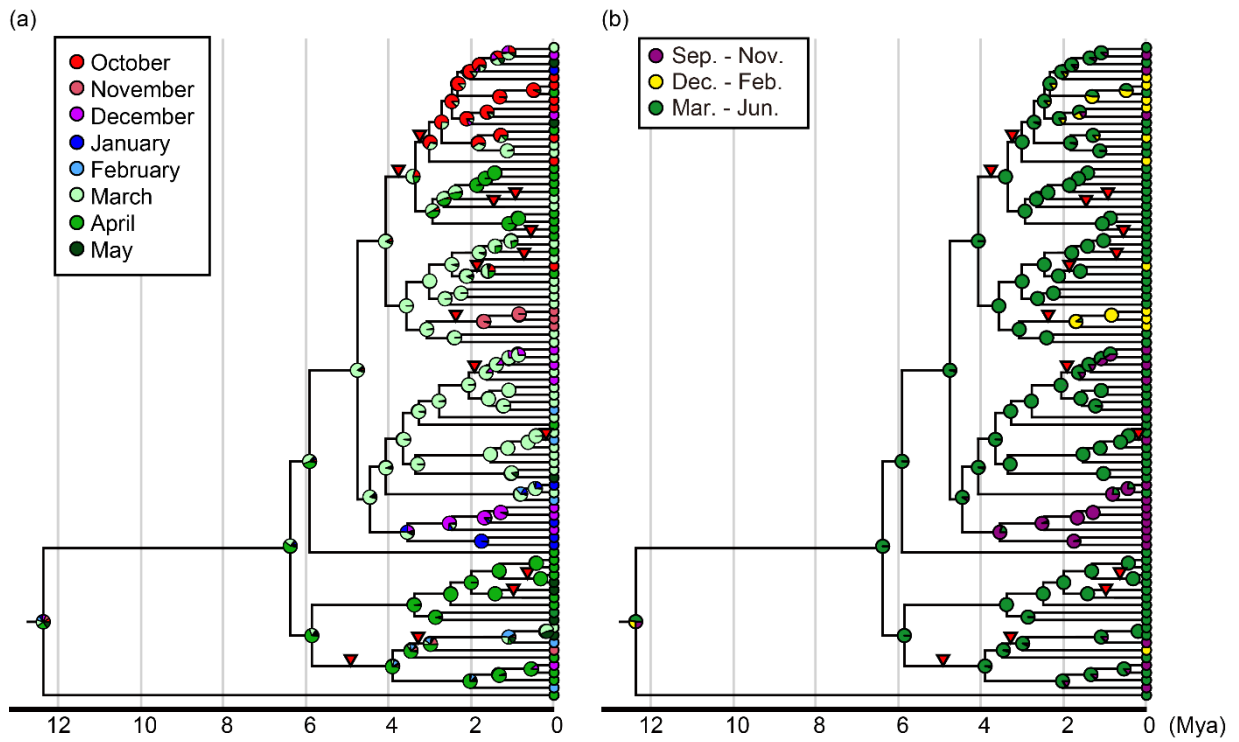 (a)
October
November
December
January
February
March
April
May
12 10 8 6 4 2 0
(b)
Sep. - Nov.
Dec. - Feb.
Mar. - Jun.
12 10 8 6 4 2 0 (Mya)